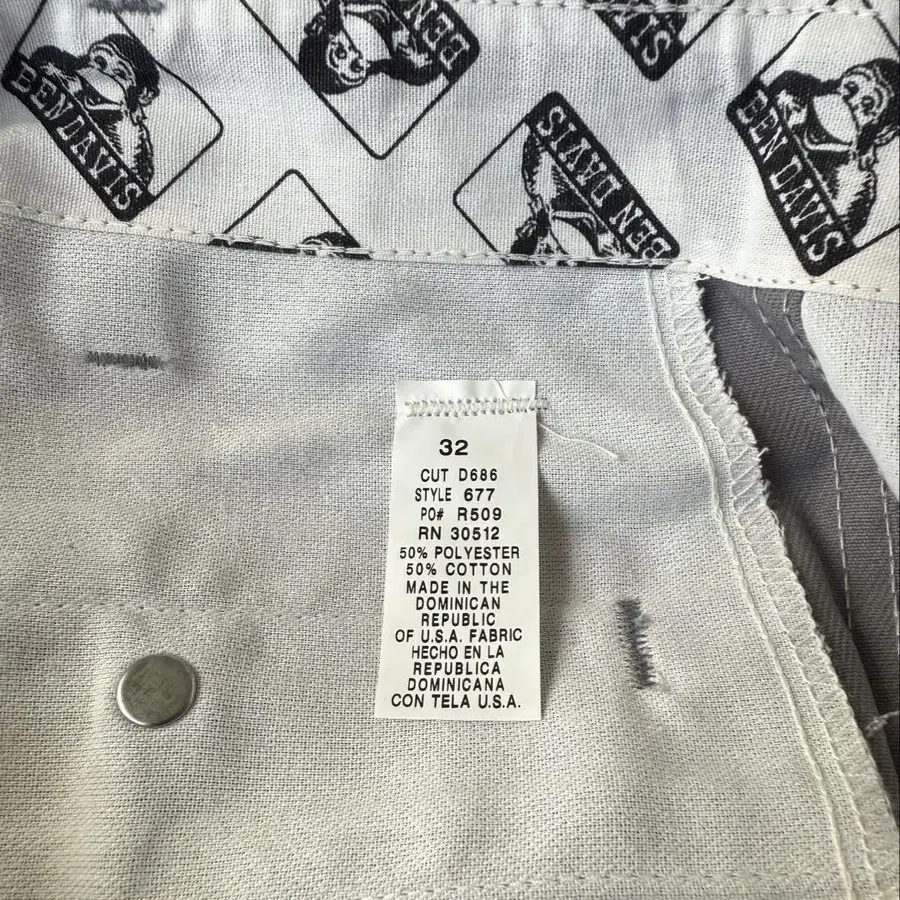 BEN DAVIS
BEN
DAVIS
BEN DAVIS
BEN DAVIS
32
CUT D686
STYLE 677
PO# R509
RN 30512
50% POLYESTER
50% COTTON
MADE IN THE
DOMINICAN
REPUBLIC
OF U.S.A. FABRIC
HECHO EN LA
REPUBLICA
DOMINICANA
CON TELA U.S.A.